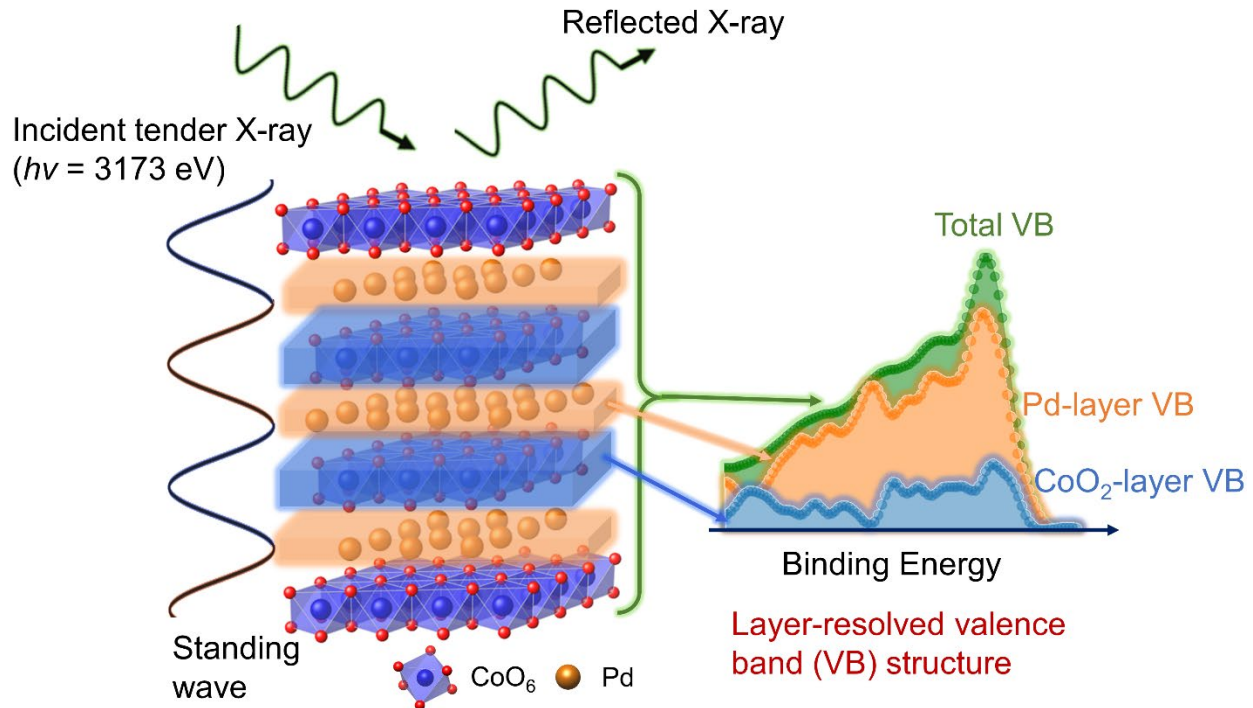 Reflected X-ray
Incident tender X-ray
(hν = 3173 eV)
Total VB
Pd-layer VB
CoO₂-layer VB
Binding Energy
Layer-resolved valence
band (VB) structure
Standing
wave
CoO₆
Pd